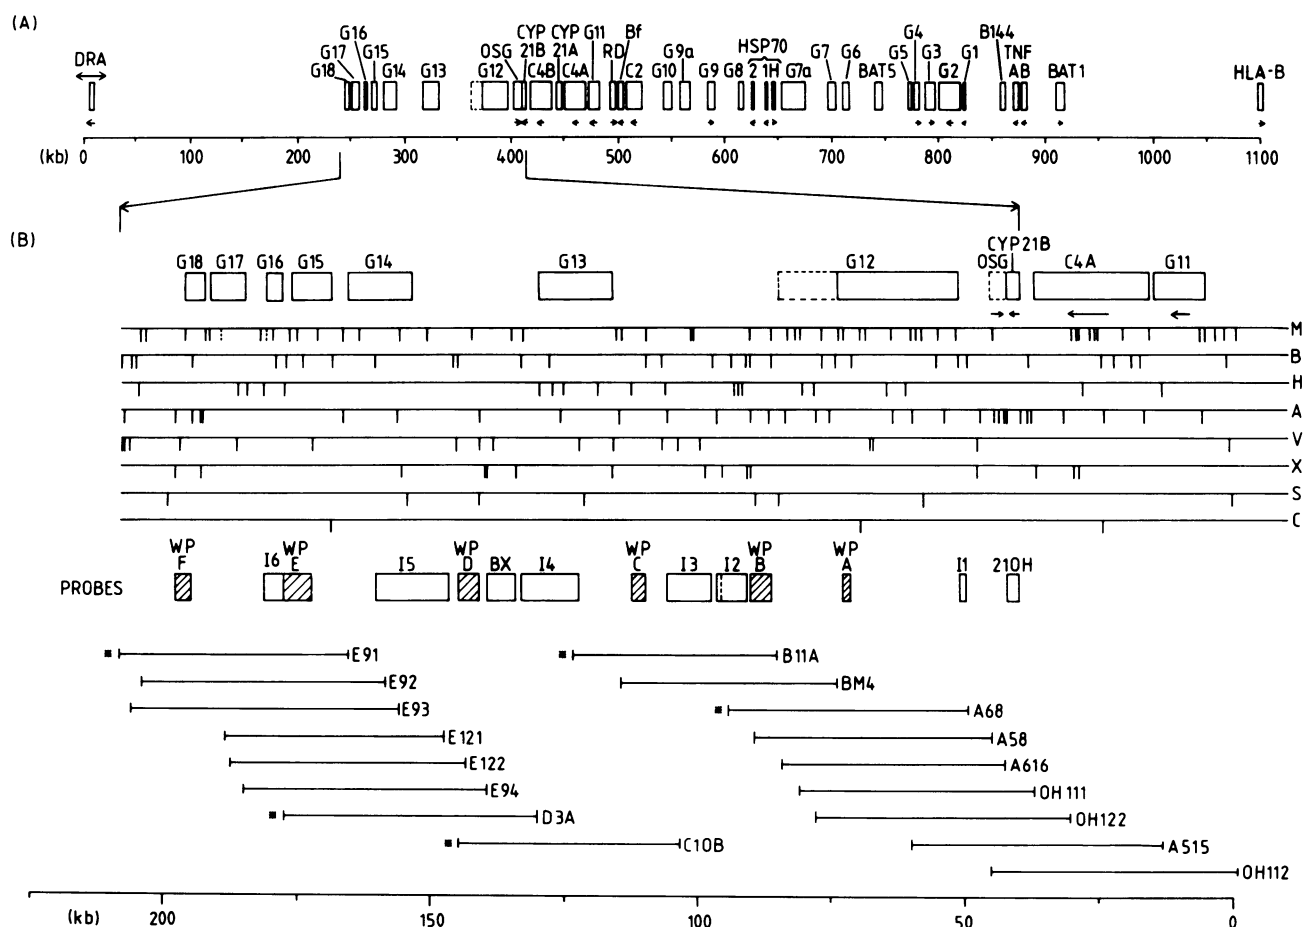 (A)
G16 CYP CYP G11 Bf G4 B144
DRA G17 G15 OSG 21B 21A RD G9a HSP70 G7 G6 G5 G3 G1 TNF
G18 G14 G13 G12 C4B C4A C2 G10 G9 G8 2 1H G7a BAT5 G2 AB BAT1 HLA-B
(kb) 0 100 200 300 400 500 600 700 800 900 1000 1100
(B)
CYP21B
G18 G17 G16 G15 G14 G13 G12 OSG C4A G11
M
B
H
A
V
X
S
C
WP WP WP WP WP WP
F I6 E I5 D BX I4 C I3 I2 B A I1 21OH
PROBES
E91 B11A
E92 BM4
E93 A68
E121 A58
E122 A616
E94 OH111
D3A OH122
C10B A515
OH112
(kb) 200 150 100 50 0